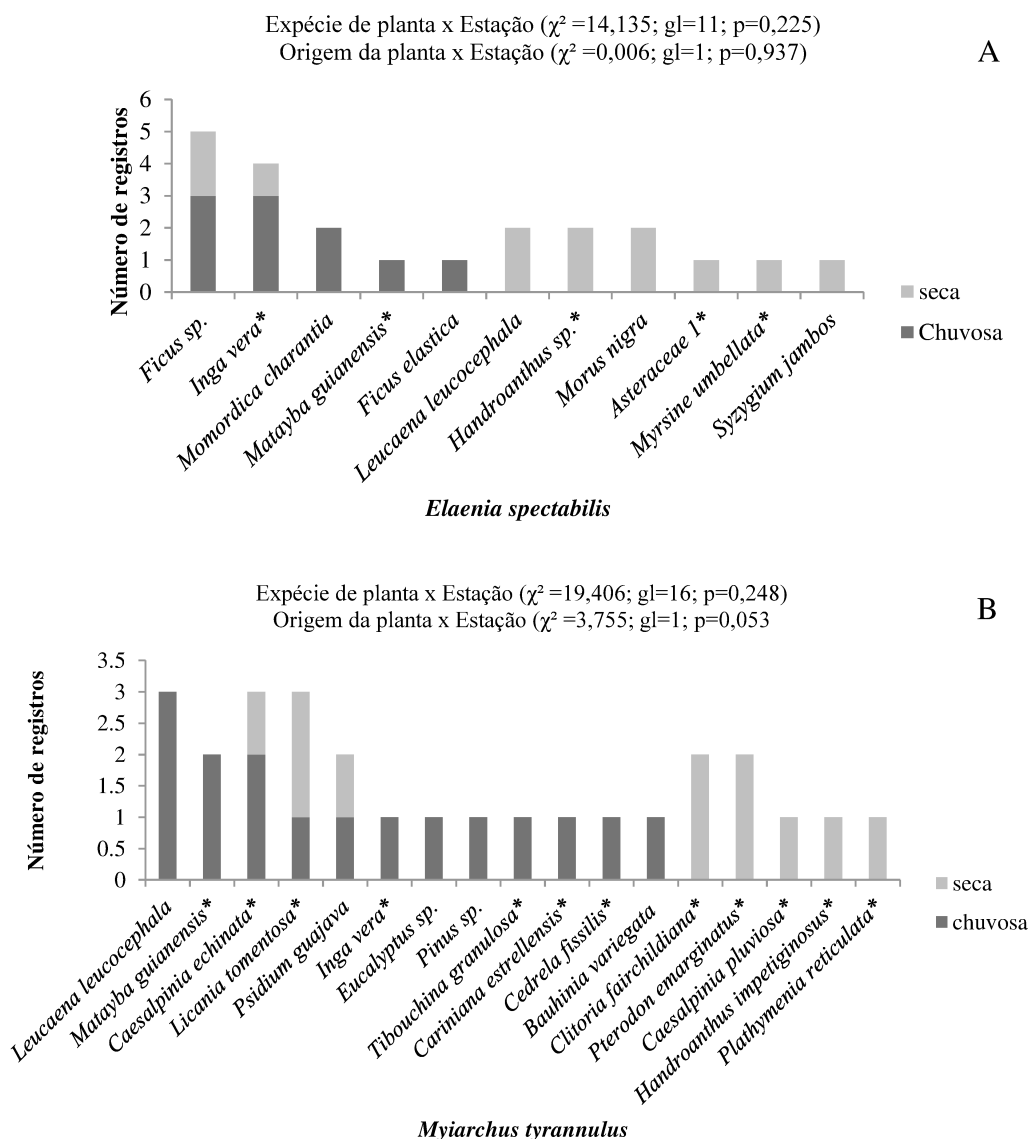 Expécie de planta x Estação (χ² =14,135; gl=11; p=0,225)
Origem da planta x Estação (χ² =0,006; gl=1; p=0,937)
A
Número de registros
6
5
4
3
2
1
0
Ficus sp.
Inga vera*
Momordica charantia
Matayba guianensis*
Ficus elastica
Leucaena leucocephala
Handroanthus sp.*
Morus nigra
Asteraceae 1*
Myrsine umbellata*
Syzygium jambos
seca
Chuvosa
Elaenia spectabilis
Expécie de planta x Estação (χ² =19,406; gl=16; p=0,248)
Origem da planta x Estação (χ² =3,755; gl=1; p=0,053
B
Número de registros
3.5
3
2.5
2
1.5
1
0.5
0
Leucaena leucocephala
Matayba guianensis*
Caesalpinia echinata*
Licania tomentosa*
Psidium guajava
Inga vera*
Eucalyptus sp.
Pinus sp.
Tibouchina granulosa*
Cariniana estrellensis*
Cedrela fissilis*
Bauhinia variegata
Clitoria fairchildiana*
Pterodon emarginatus*
Caesalpinia pluviosa*
Handroanthus impetiginosus*
Plathymenia reticulata*
seca
chuvosa
Myiarchus tyrannulus